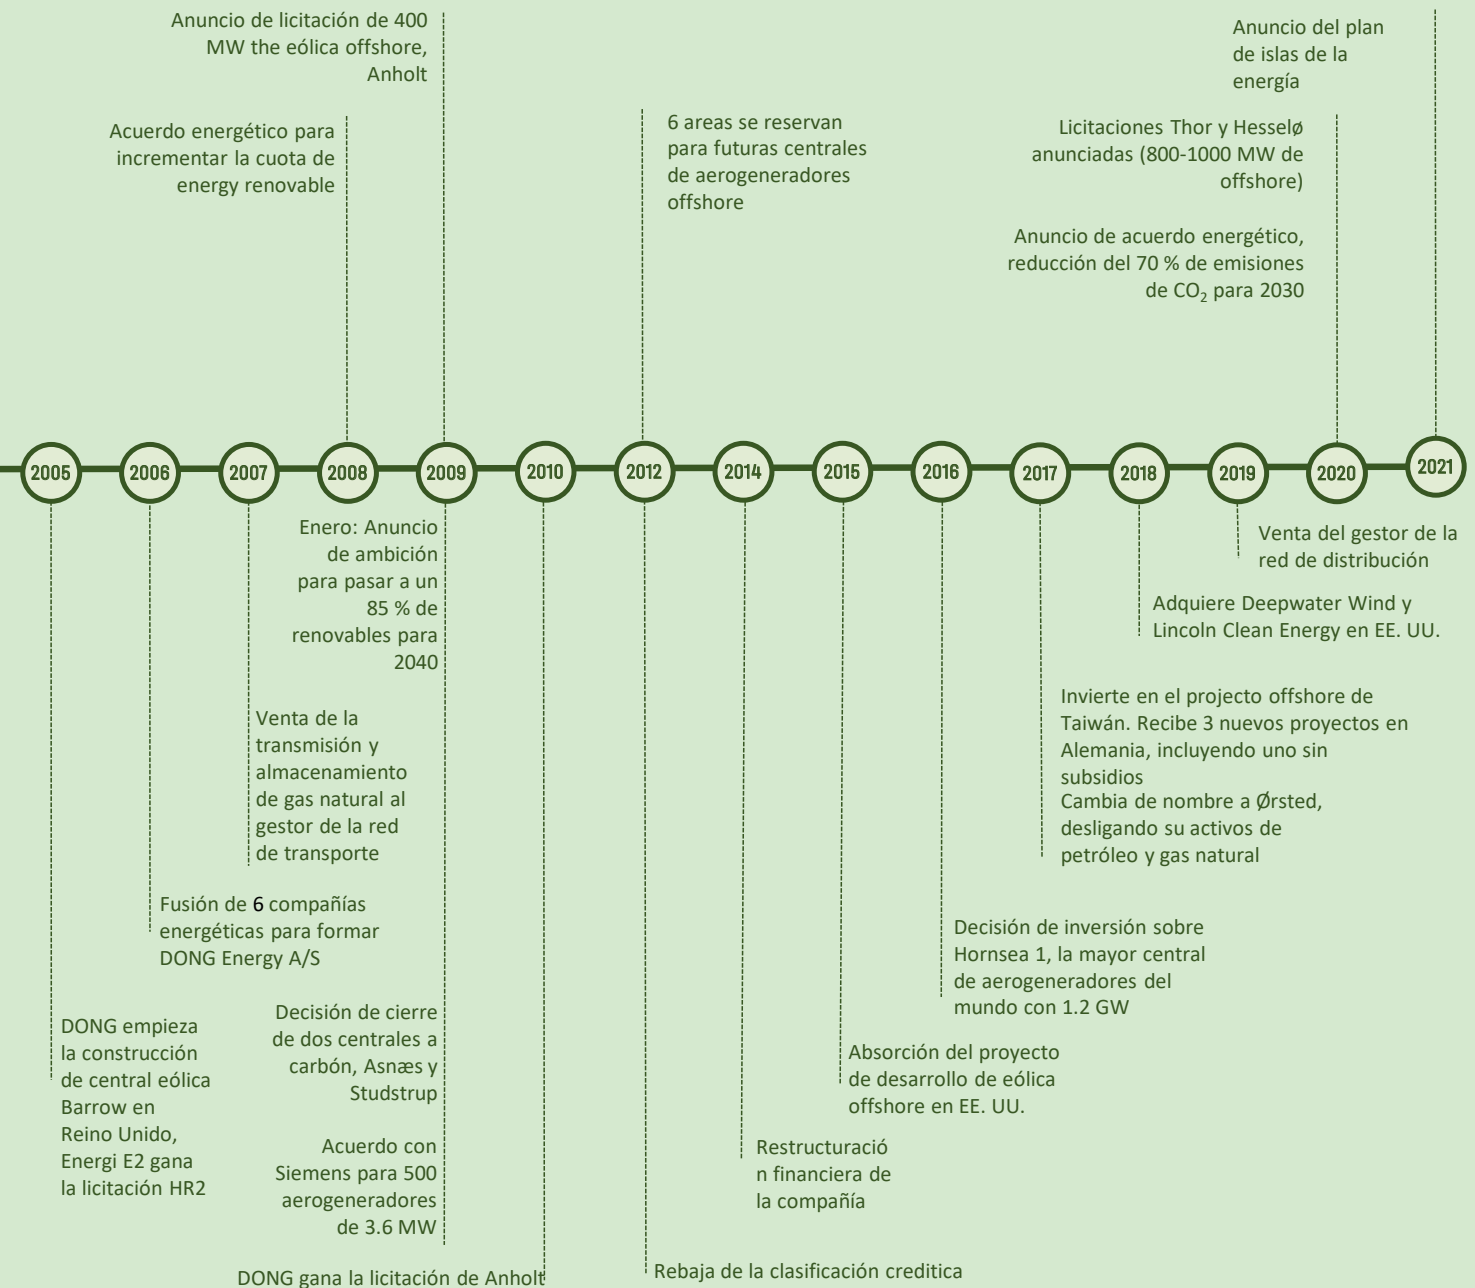 Anuncio de licitación de 400
MW the eólica offshore,
Anholt
Anuncio del plan
de islas de la
energía
Acuerdo energético para
incrementar la cuota de
energy renovable
6 areas se reservan
para futuras centrales
de aerogeneradores
offshore
Licitaciones Thor y Hesselø
anunciadas (800-1000 MW de
offshore)
Anuncio de acuerdo energético,
reducción del 70 % de emisiones
de CO₂ para 2030
2005 2006 2007 2008 2009 2010 2012 2014 2015 2016 2017 2018 2019 2020 2021
Enero: Anuncio
de ambición
para pasar a un
85 % de
renovables para
2040
Venta del gestor de la
red de distribución
Adquiere Deepwater Wind y
Lincoln Clean Energy en EE. UU.
Invierte en el projecto offshore de
Taiwán. Recibe 3 nuevos proyectos en
Alemania, incluyendo uno sin
subsidios
Cambia de nombre a Ørsted,
desligando su activos de
petróleo y gas natural
Venta de la
transmisión y
almacenamiento
de gas natural al
gestor de la red
de transporte
Fusión de 6 compañías
energéticas para formar
DONG Energy A/S
Decisión de inversión sobre
Hornsea 1, la mayor central
de aerogeneradores del
mundo con 1.2 GW
Decisión de cierre
de dos centrales a
carbón, Asnæs y
Studstrup
DONG empieza
la construcción
de central eólica
Barrow en
Reino Unido,
Energi E2 gana
la licitación HR2
Absorción del proyecto
de desarrollo de eólica
offshore en EE. UU.
Acuerdo con
Siemens para 500
aerogeneradores
de 3.6 MW
Restructuració
n financiera de
la compañía
DONG gana la licitación de Anholt
Rebaja de la clasificación creditica